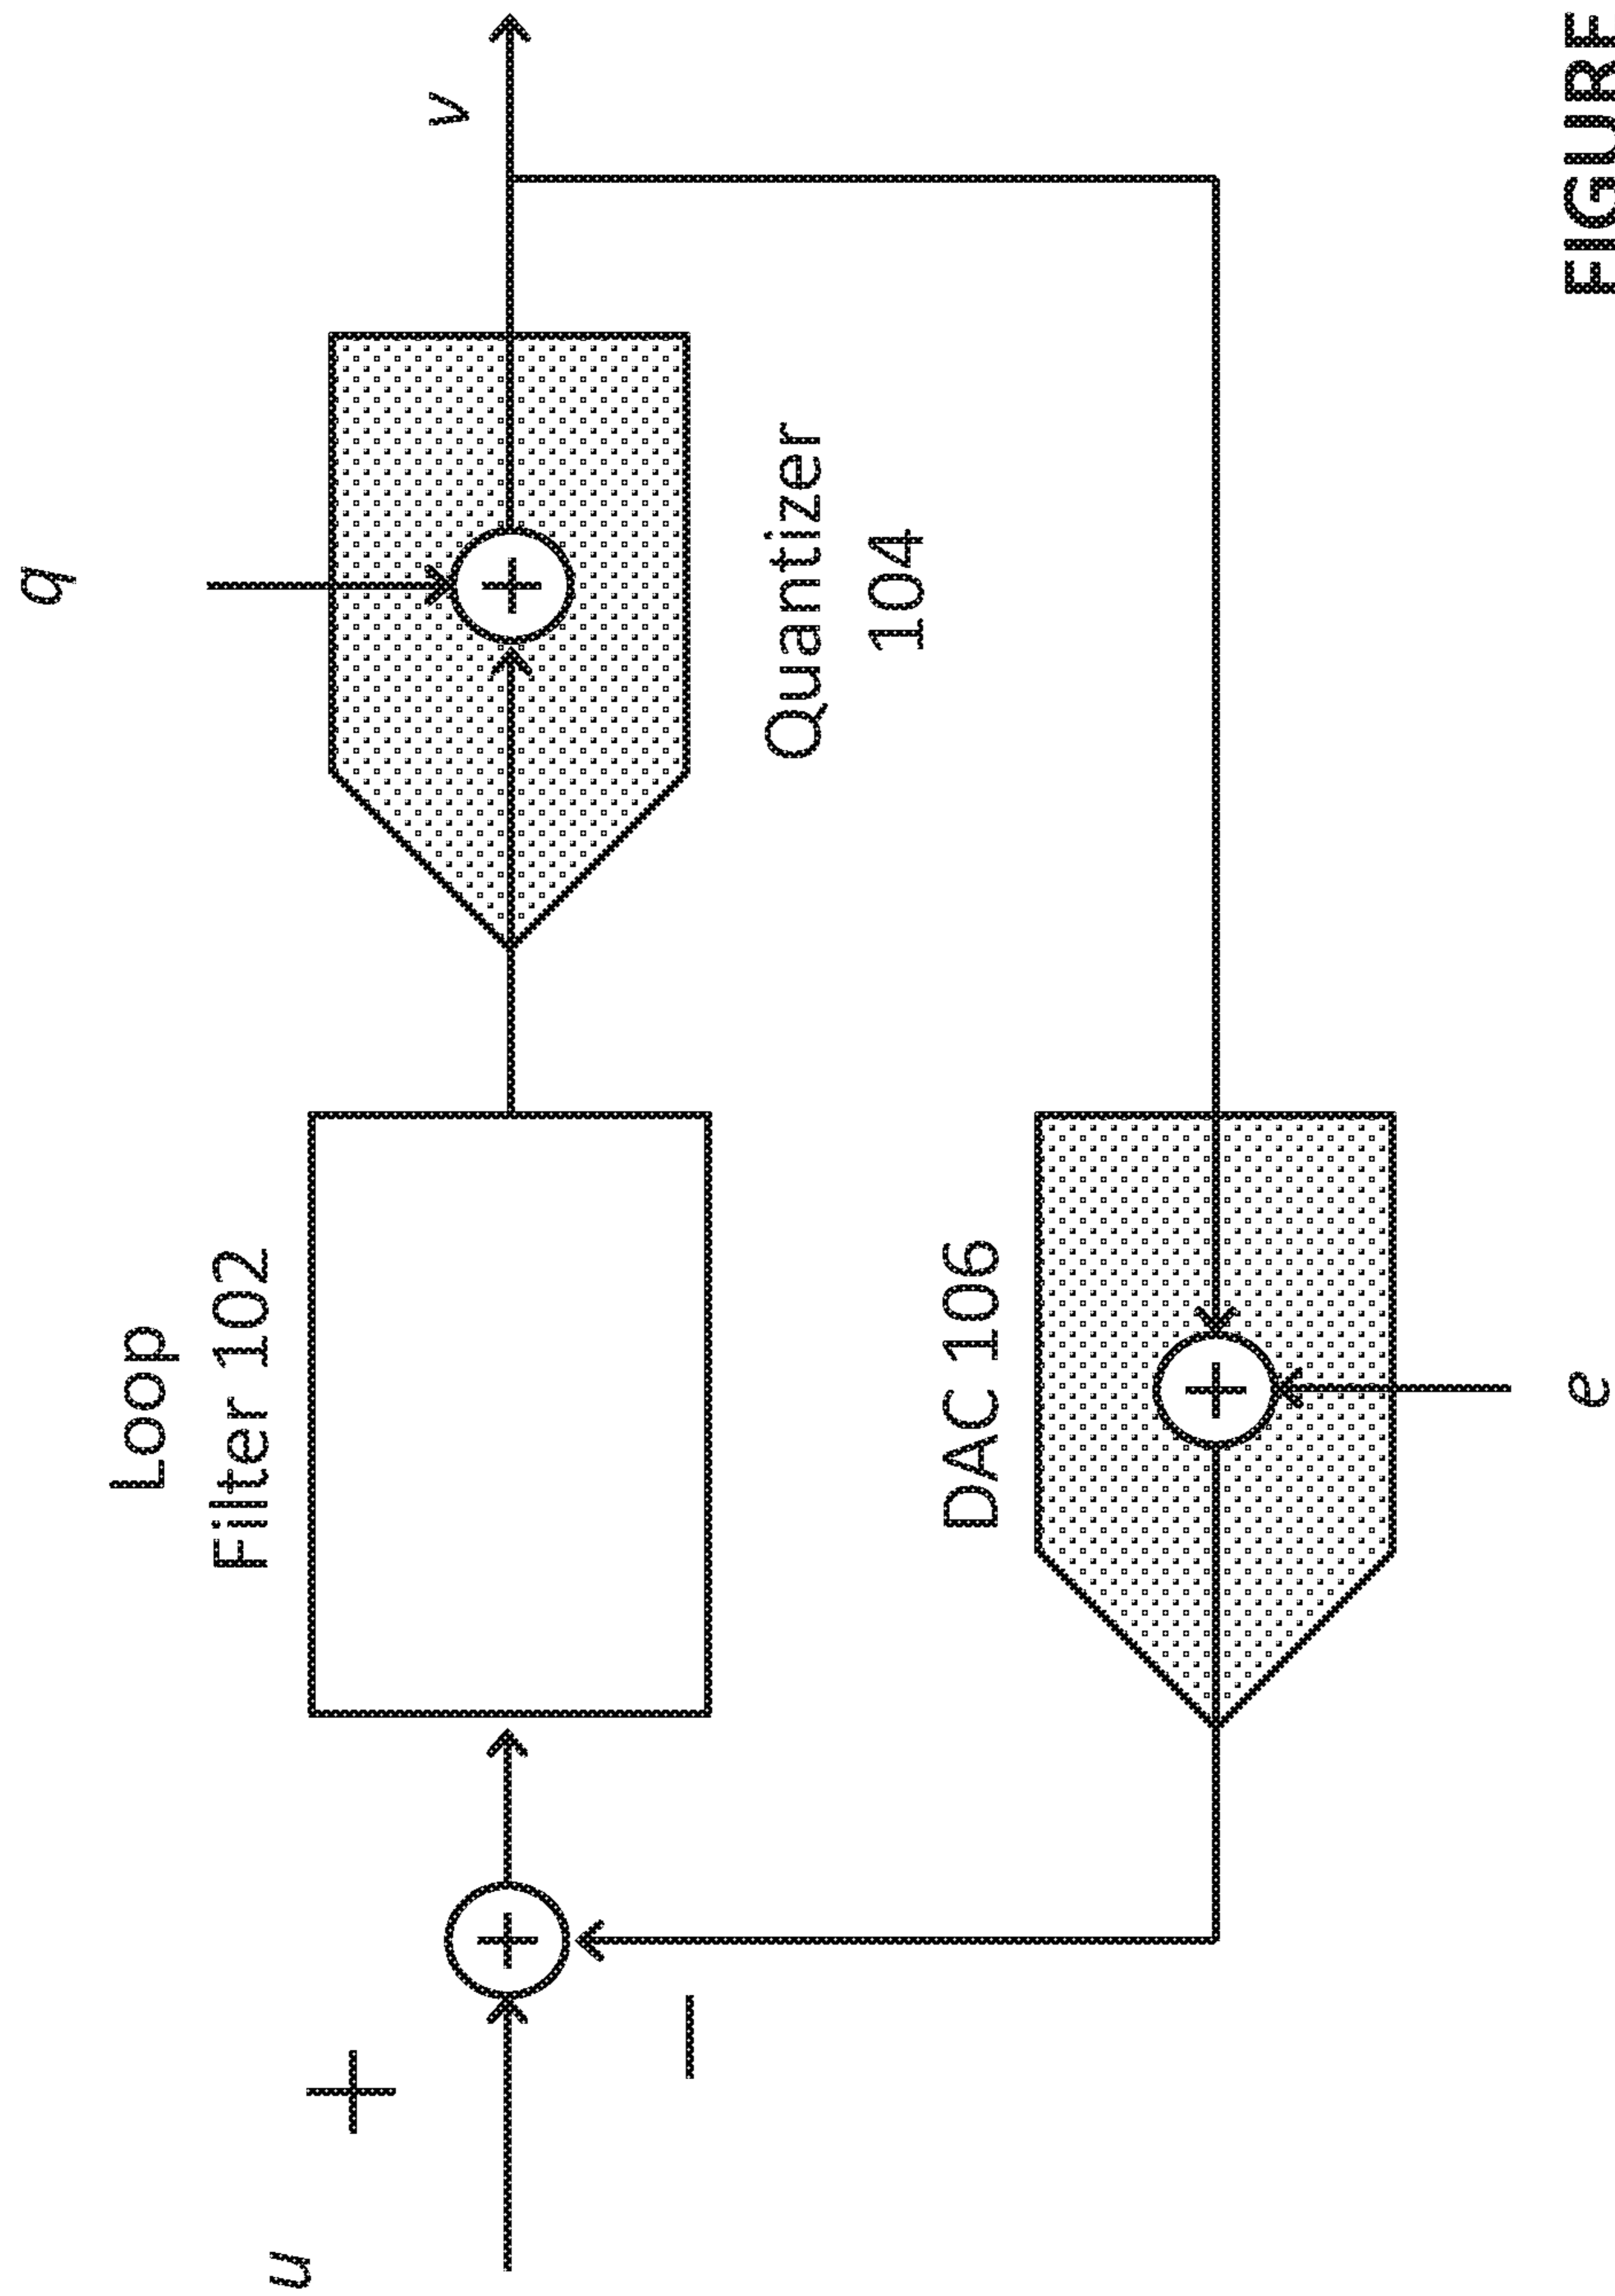 u
+
−
Loop
Filter 102
q
Quantizer
104
v
DAC 106
e
FIGURE